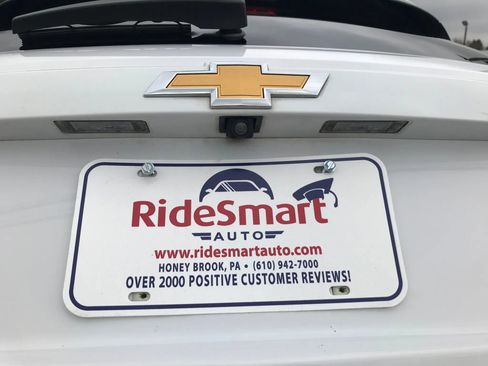 RideSmart
AUTO
www.ridesmartauto.com
HONEY BROOK, PA • (610) 942-7000
OVER 2000 POSITIVE CUSTOMER REVIEWS!